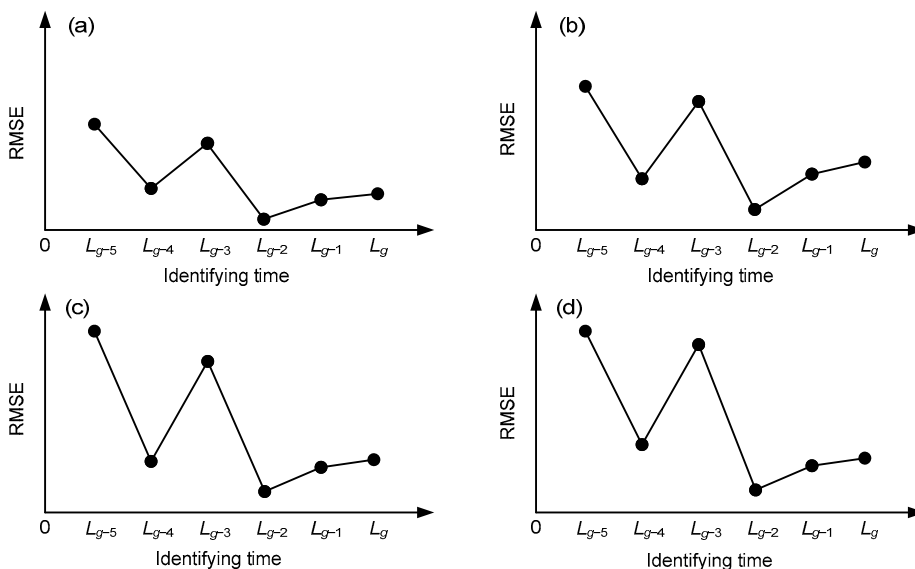 (a)
RMSE
0 Lg−5 Lg−4 Lg−3 Lg−2 Lg−1 Lg
Identifying time
(b)
RMSE
0 Lg−5 Lg−4 Lg−3 Lg−2 Lg−1 Lg
Identifying time
(c)
RMSE
0 Lg−5 Lg−4 Lg−3 Lg−2 Lg−1 Lg
Identifying time
(d)
RMSE
0 Lg−5 Lg−4 Lg−3 Lg−2 Lg−1 Lg
Identifying time